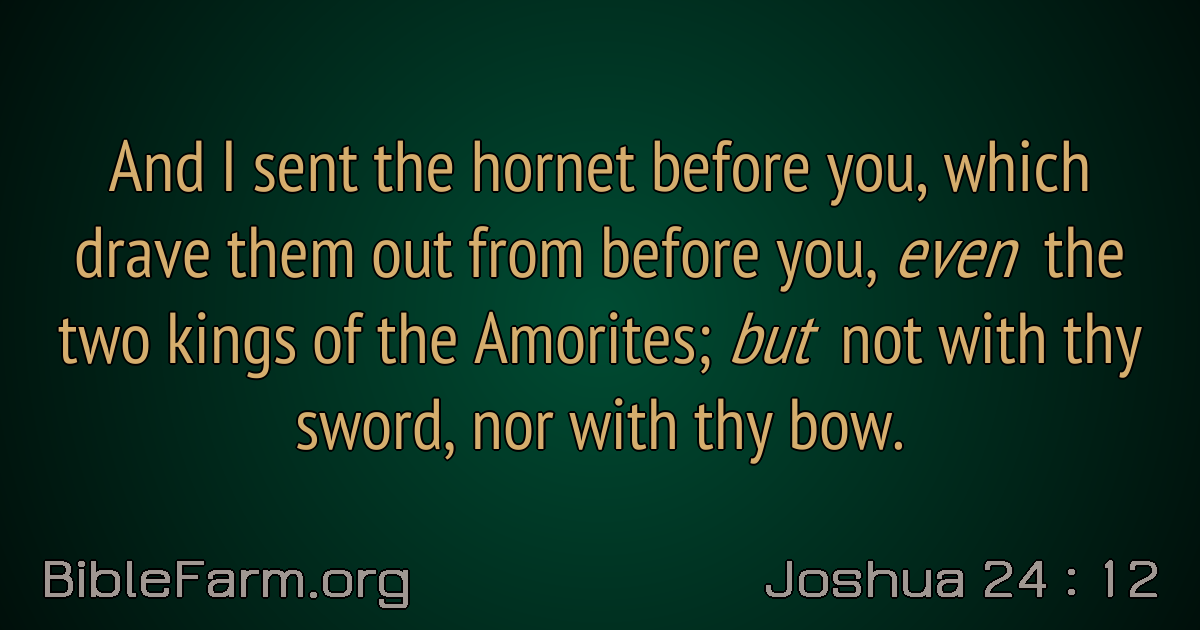 And I sent the hornet before you, which
drave them out from before you, even the
two kings of the Amorites; but not with thy
sword, nor with thy bow.
BibleFarm.org
Joshua 24 : 12